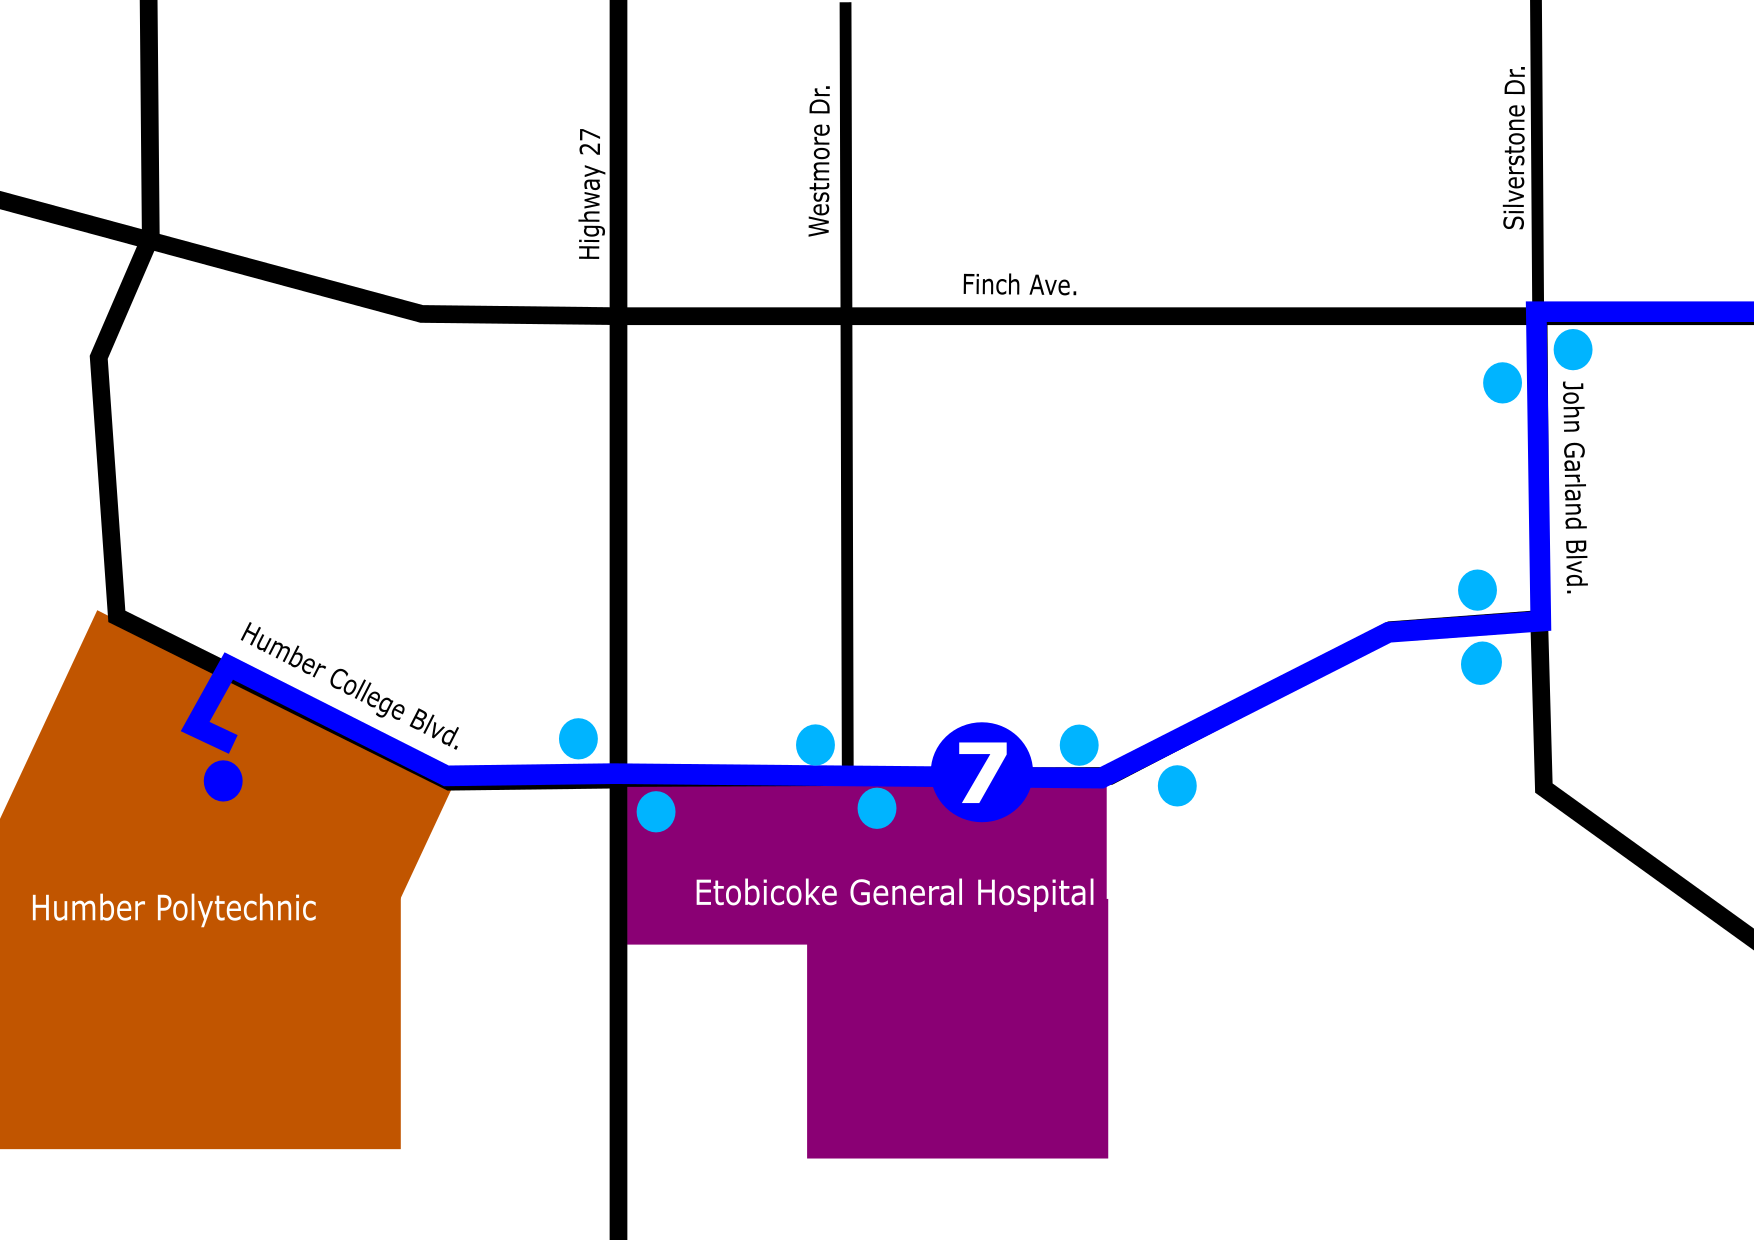 Silverstone Dr.
Westmore Dr.
Highway 27
Finch Ave.
John Garland Blvd.
Humber College Blvd.
7
Etobicoke General Hospital
Humber Polytechnic